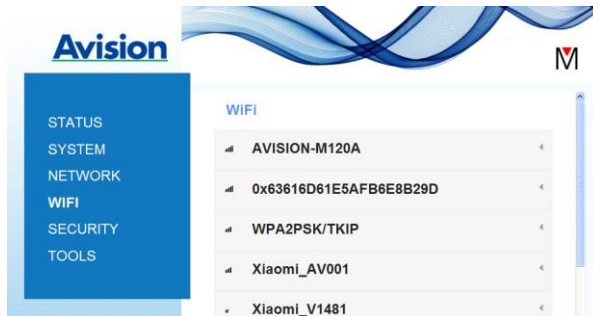 Avision
M
STATUS
SYSTEM
NETWORK
WIFI
SECURITY
TOOLS
WiFi
AVISION-M120A
0x63616D61E5AFB6E8B29D
WPA2PSK/TKIP
Xiaomi_AV001
Xiaomi_V1481